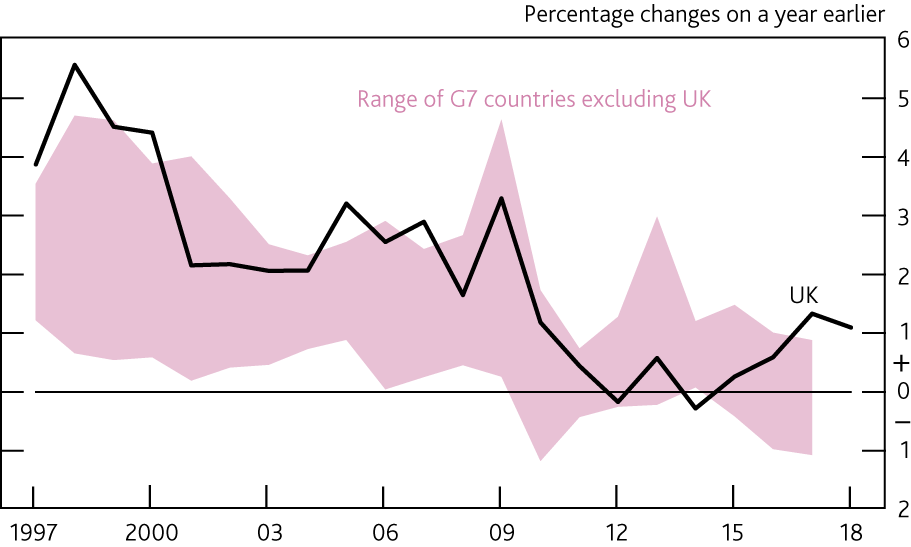 Percentage changes on a year earlier
Range of G7 countries excluding UK
UK
6
5
4
3
2
1
+
0
–
1
2
1997 2000 03 06 09 12 15 18